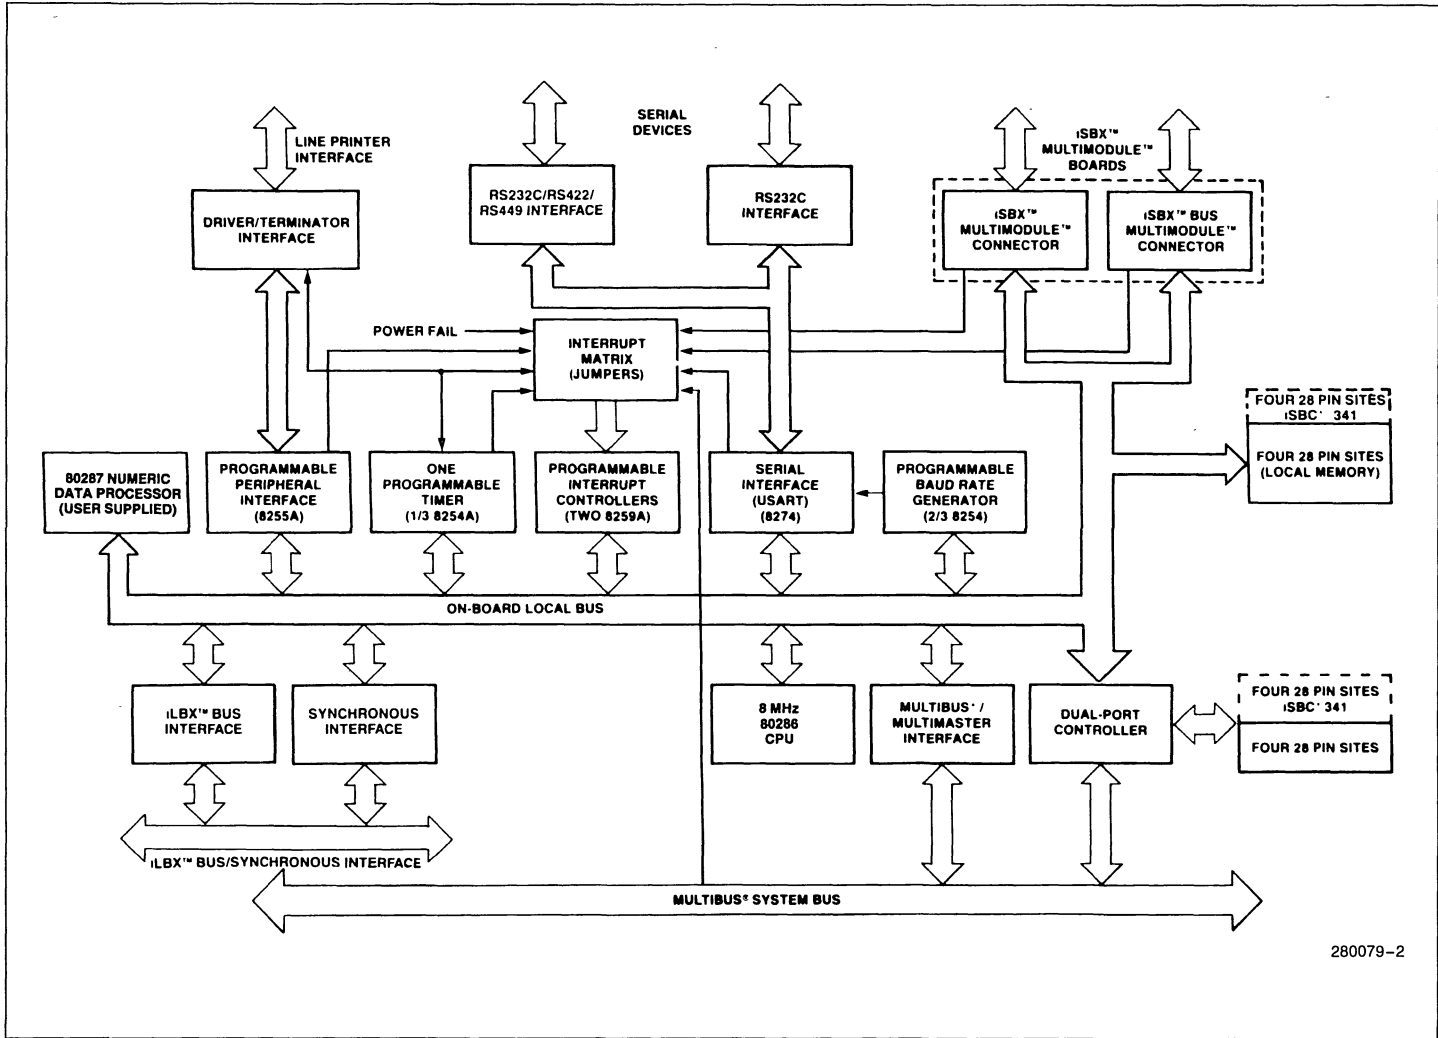 SERIAL
DEVICES
LINE PRINTER
INTERFACE
iSBX™
MULTIMODULE™
BOARDS
DRIVER/TERMINATOR
INTERFACE
RS232C/RS422/
RS449 INTERFACE
RS232C
INTERFACE
iSBX™
MULTIMODULE™
CONNECTOR
iSBX™ BUS
MULTIMODULE™
CONNECTOR
POWER FAIL
INTERRUPT
MATRIX
(JUMPERS)
FOUR 28 PIN SITES
iSBC* 341
FOUR 28 PIN SITES
(LOCAL MEMORY)
80287 NUMERIC
DATA PROCESSOR
(USER SUPPLIED)
PROGRAMMABLE
PERIPHERAL
INTERFACE
(8255A)
ONE
PROGRAMMABLE
TIMER
(1/3 8254A)
PROGRAMMABLE
INTERRUPT
CONTROLLERS
(TWO 8259A)
SERIAL
INTERFACE
(USART)
(8274)
PROGRAMMABLE
BAUD RATE
GENERATOR
(2/3 8254)
ON-BOARD LOCAL BUS
iLBX™ BUS
INTERFACE
SYNCHRONOUS
INTERFACE
8 MHz
80286
CPU
MULTIBUS* /
MULTIMASTER
INTERFACE
DUAL-PORT
CONTROLLER
FOUR 28 PIN SITES
iSBC* 341
FOUR 28 PIN SITES
iLBX™ BUS/SYNCHRONOUS INTERFACE
MULTIBUS® SYSTEM BUS
280079-2